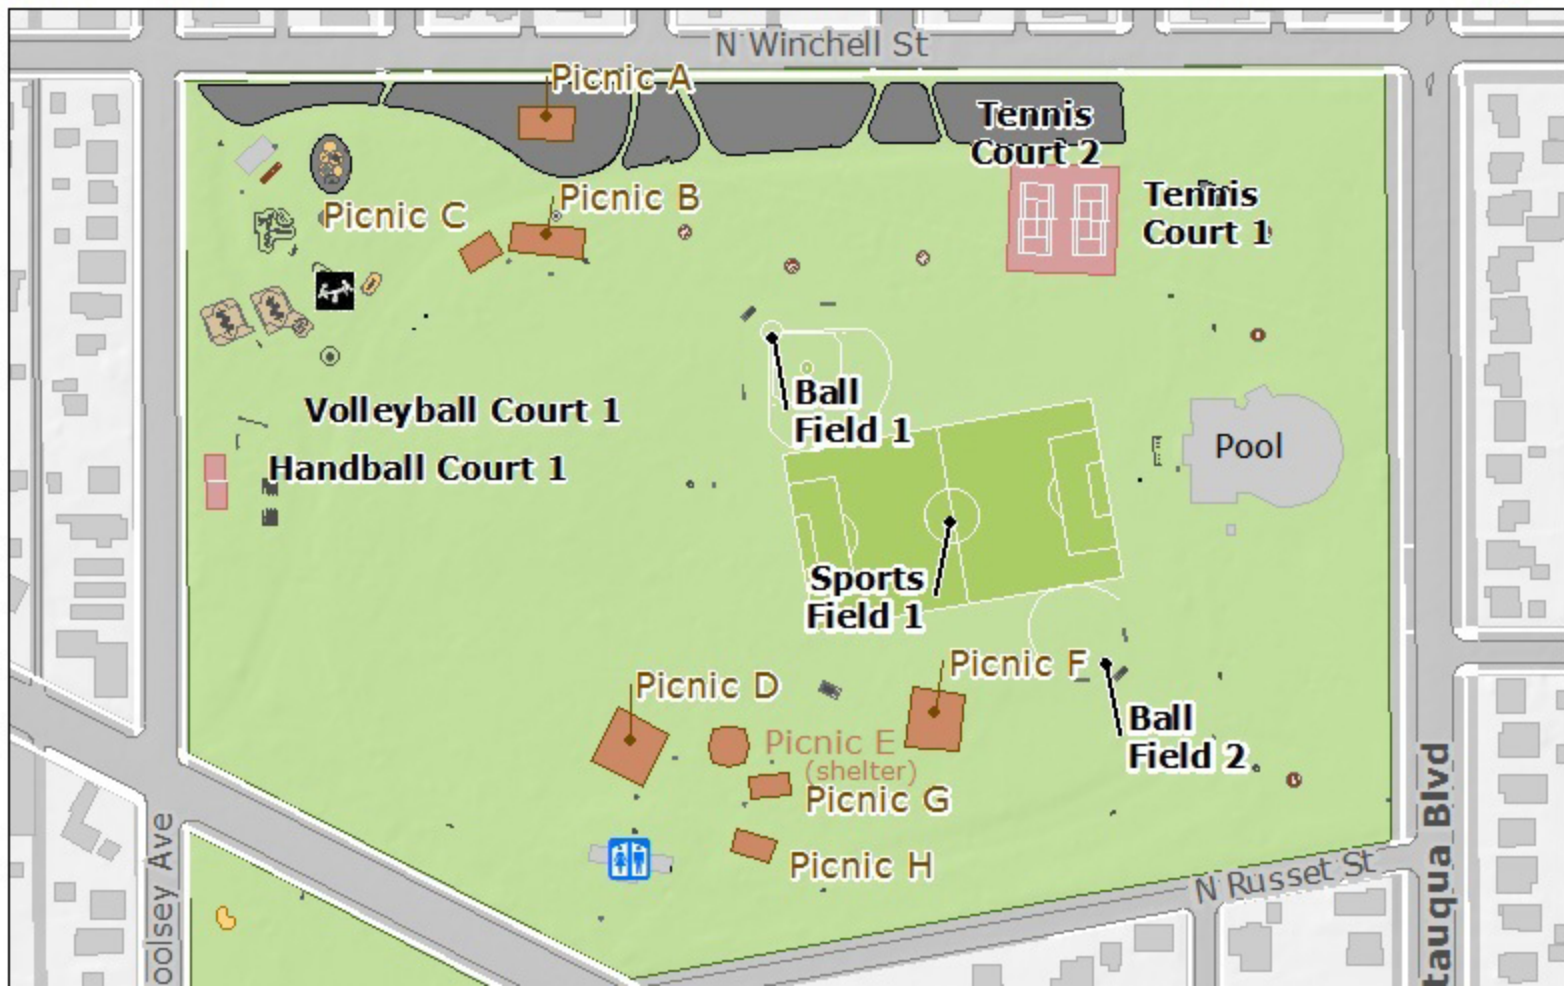 N Winchell St
Picnic A
Tennis
Court 2
Picnic B
Tennis
Court 1
Picnic C
Ball
Field 1
Volleyball Court 1
Pool
Handball Court 1
Sports
Field 1
Picnic F
Picnic D
Ball
Field 2
Picnic E
(shelter)
Picnic G
Picnic H
N Russet St
oolsey Ave
tauqua Blvd